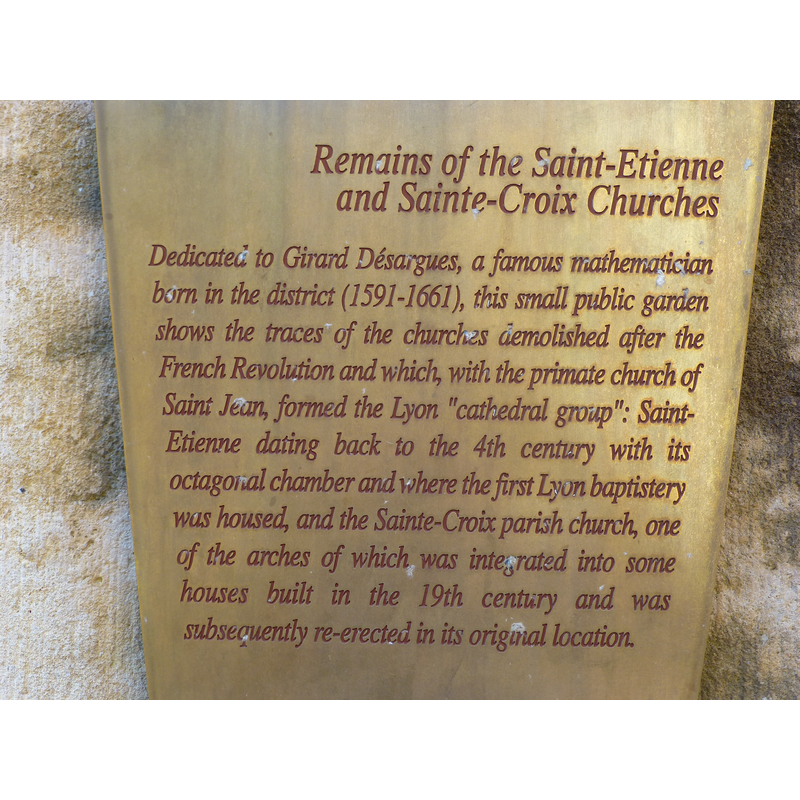 Remains of the Saint-Etienne
and Sainte-Croix Churches
Dedicated to Girard Désargues, a famous mathematician
born in the district (1591-1661), this small public garden
shows the traces of the churches demolished after the
French Revolution and which, with the primate church of
Saint Jean, formed the Lyon "cathedral group": Saint-
Etienne dating back to the 4th century with its
octagonal chamber and where the first Lyon baptistery
was housed, and the Sainte-Croix parish church, one
of the arches of which was integrated into some
houses built in the 19th century and was
subsequently re-erected in its original location.